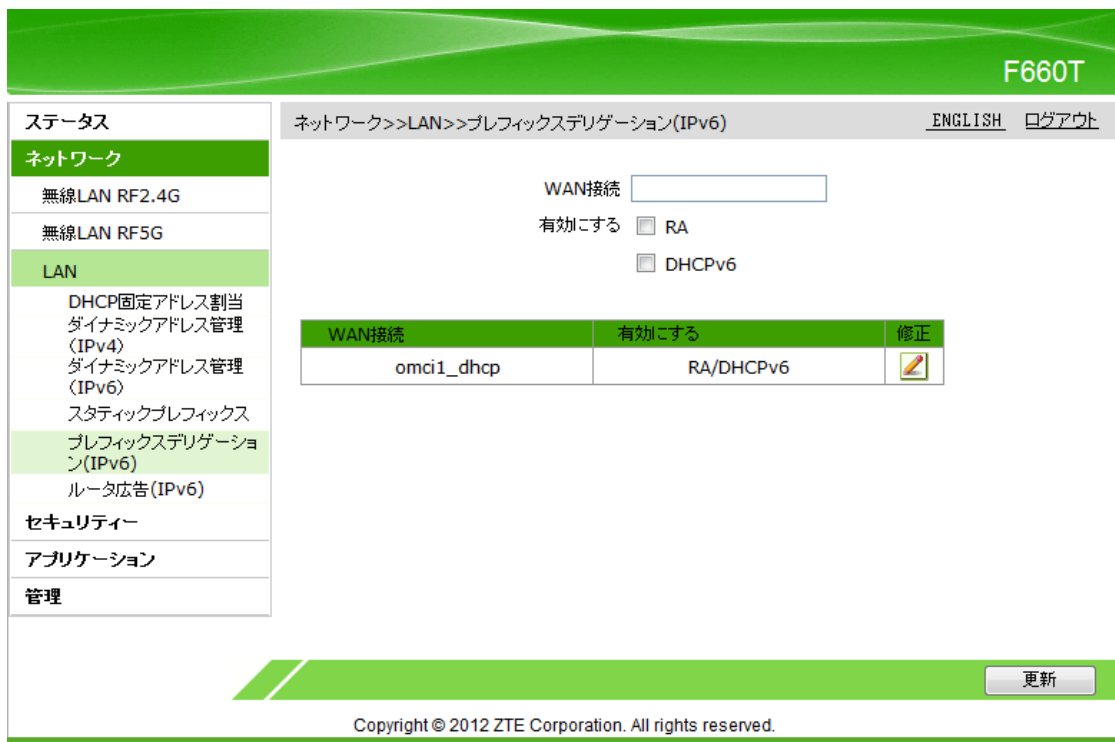 F660T
ステータス
ネットワーク>>LAN>>プレフィックスデリゲーション(IPv6)
ENGLISH
ログアウト
ネットワーク
無線LAN RF2.4G
無線LAN RF5G
LAN
DHCP固定アドレス割当
ダイナミックアドレス管理
(IPv4)
ダイナミックアドレス管理
(IPv6)
スタティックプレフィックス
プレフィックスデリゲーショ
ン(IPv6)
ルータ広告(IPv6)
セキュリティー
アプリケーション
管理
WAN接続
有効にする RA
DHCPv6
WAN接続 有効にする 修正
omci1_dhcp RA/DHCPv6
更新
Copyright © 2012 ZTE Corporation. All rights reserved.